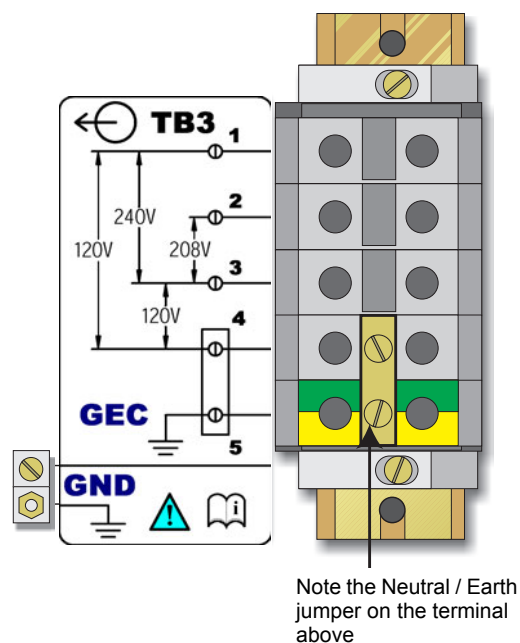 TB3
1
2
240V
120V
208V
3
120V
4
GEC
5
GND
! i
Note the Neutral / Earth
jumper on the terminal
above